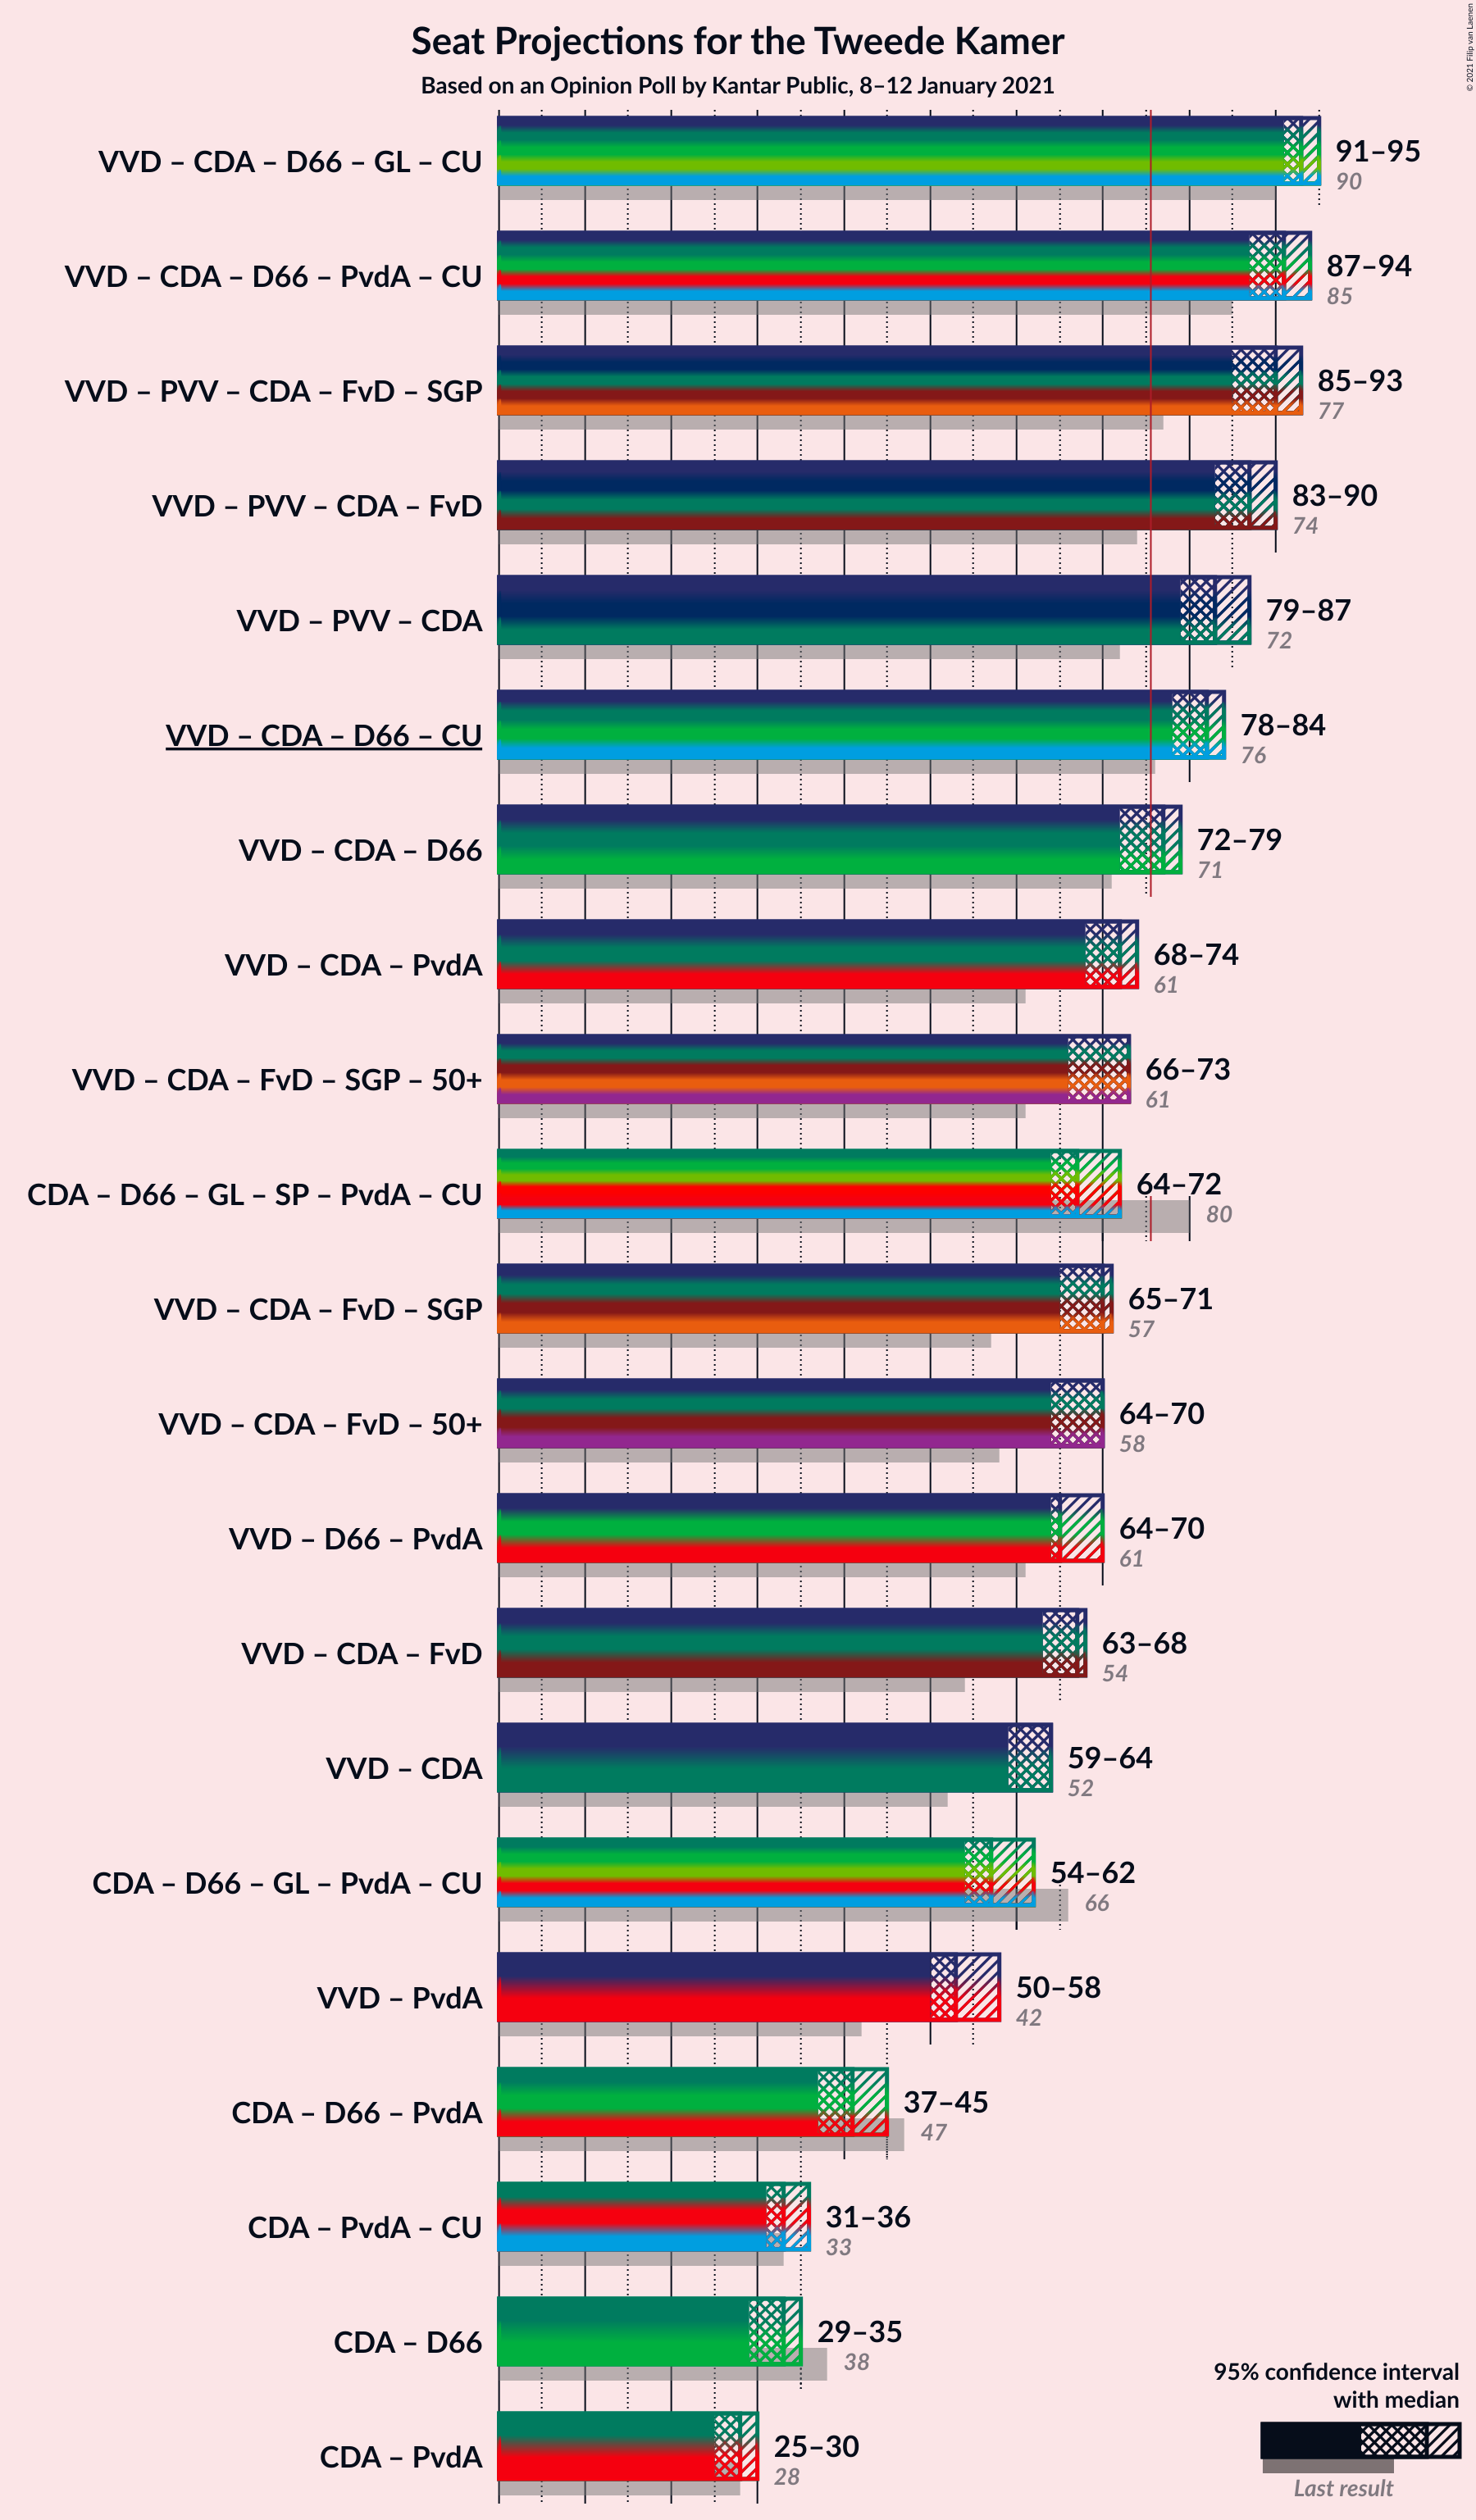 Seat Projections for the Tweede Kamer
Based on an Opinion Poll by Kantar Public, 8–12 January 2021
© 2021 Filip van Laenen
VVD – CDA – D66 – GL – CU
91–95
90
VVD – CDA – D66 – PvdA – CU
87–94
85
VVD – PVV – CDA – FvD – SGP
85–93
77
VVD – PVV – CDA – FvD
83–90
74
VVD – PVV – CDA
79–87
72
VVD – CDA – D66 – CU
78–84
76
VVD – CDA – D66
72–79
71
VVD – CDA – PvdA
68–74
61
VVD – CDA – FvD – SGP – 50+
66–73
61
CDA – D66 – GL – SP – PvdA – CU
64–72
80
VVD – CDA – FvD – SGP
65–71
57
VVD – CDA – FvD – 50+
64–70
58
VVD – D66 – PvdA
64–70
61
VVD – CDA – FvD
63–68
54
VVD – CDA
59–64
52
CDA – D66 – GL – PvdA – CU
54–62
66
VVD – PvdA
50–58
42
CDA – D66 – PvdA
37–45
47
CDA – PvdA – CU
31–36
33
CDA – D66
29–35
38
CDA – PvdA
25–30
28
95% confidence interval
with median
Last result